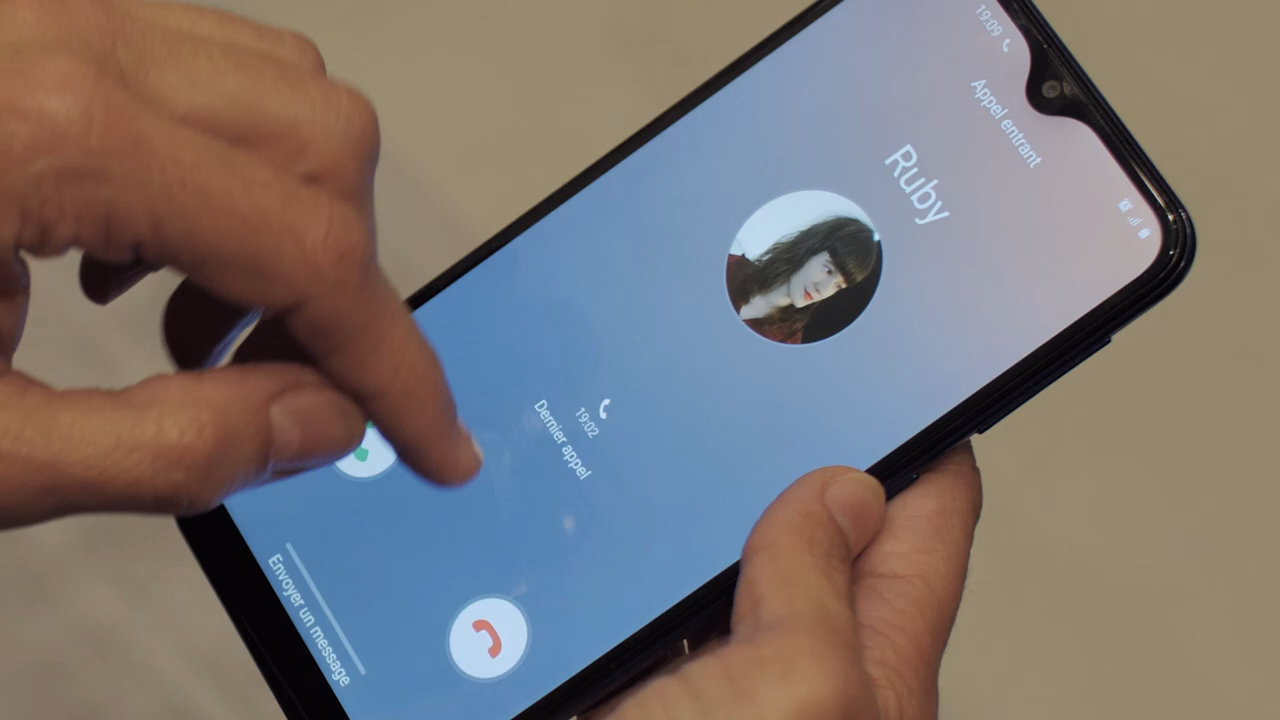 19:09
Appel entrant
Ruby
19:02
Dernier appel
Envoyer un message